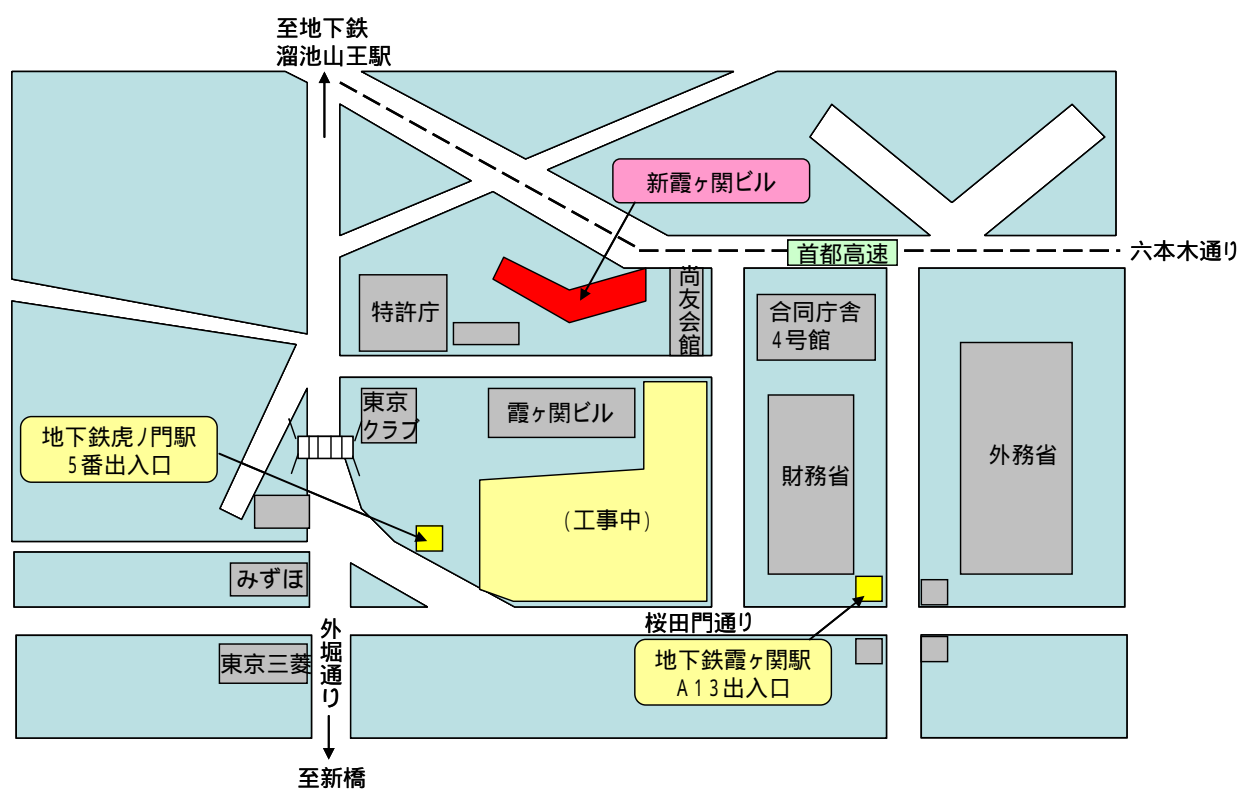 至地下鉄
溜池山王駅
新霞ヶ関ビル
首都高速
六本木通り
特許庁
尚友会館
合同庁舎
4号館
東京
クラブ
霞ヶ関ビル
地下鉄虎ノ門駅
5番出入口
財務省
外務省
(工事中)
みずほ
桜田門通り
外堀通り
東京三菱
地下鉄霞ヶ関駅
A13出入口
至新橋